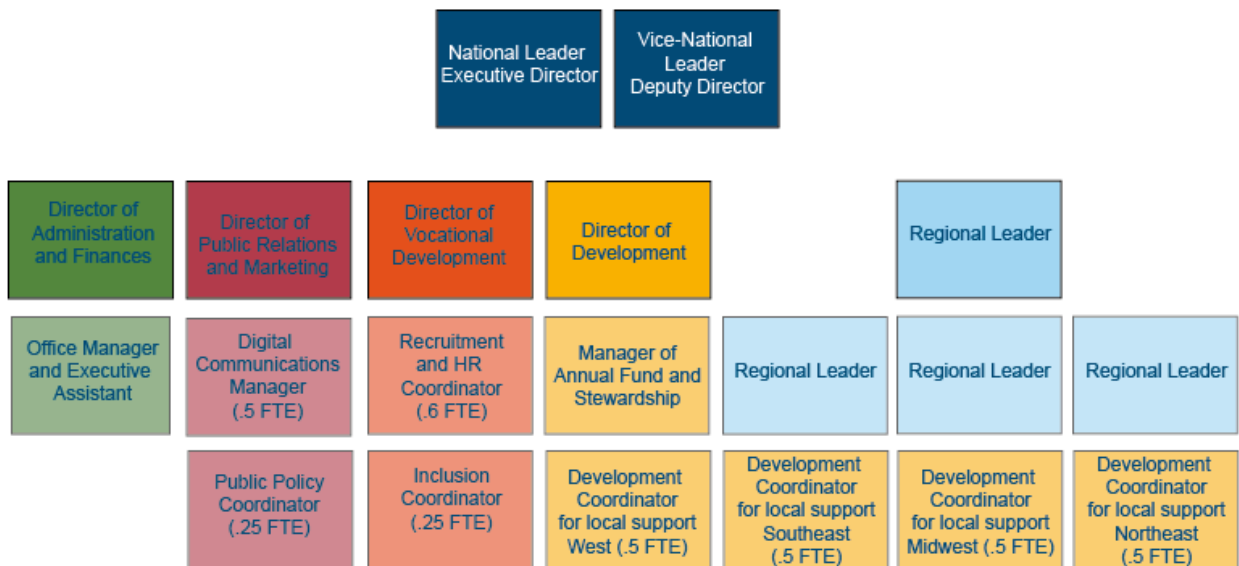 National Leader
Executive Director
Vice-National
Leader
Deputy Director
Director of
Administration
and Finances
Director of
Public Relations
and Marketing
Director of
Vocational
Development
Director of
Development
Regional Leader
Office Manager
and Executive
Assistant
Digital
Communications
Manager
(.5 FTE)
Recruitment
and HR
Coordinator
(.6 FTE)
Manager of
Annual Fund and
Stewardship
Regional Leader
Regional Leader
Regional Leader
Public Policy
Coordinator
(.25 FTE)
Inclusion
Coordinator
(.25 FTE)
Development
Coordinator
for local support
West (.5 FTE)
Development
Coordinator
for local support
Southeast
(.5 FTE)
Development
Coordinator
for local support
Midwest (.5 FTE)
Development
Coordinator
for local support
Northeast
(.5 FTE)